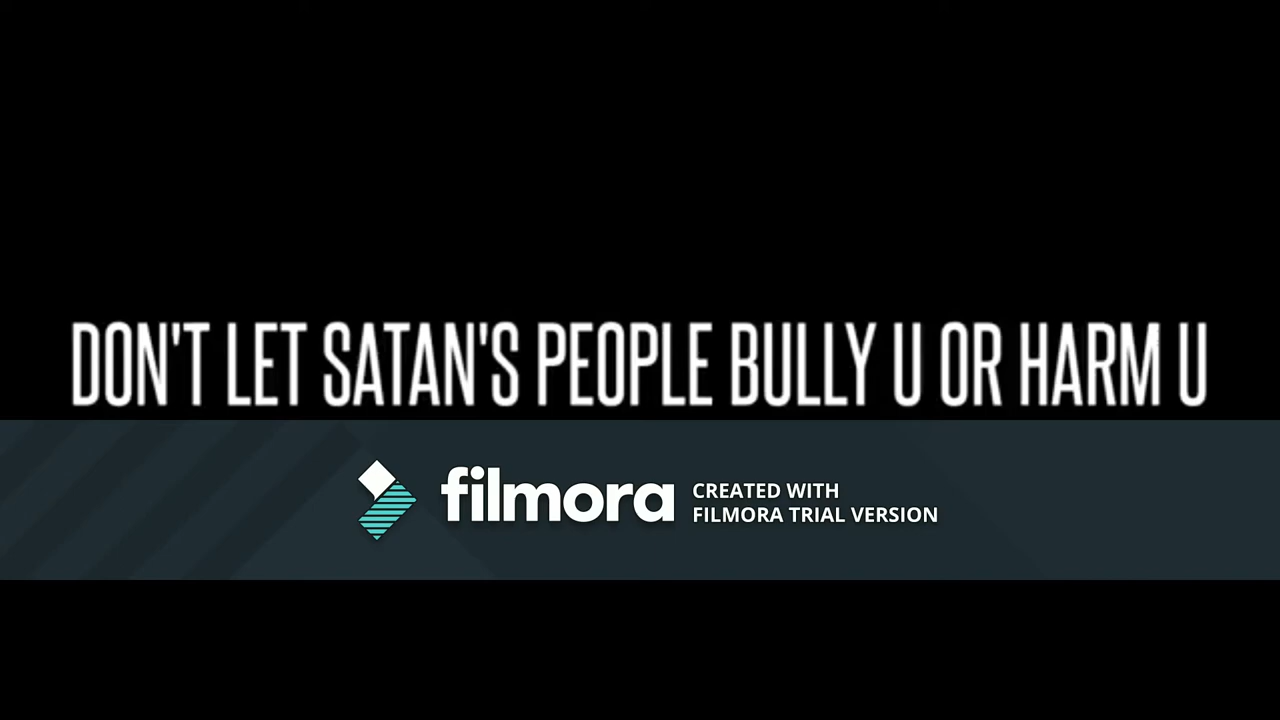 DON'T LET SATAN'S PEOPLE BULLY U OR HARM U
filmora
CREATED WITH
FILMORA TRIAL VERSION